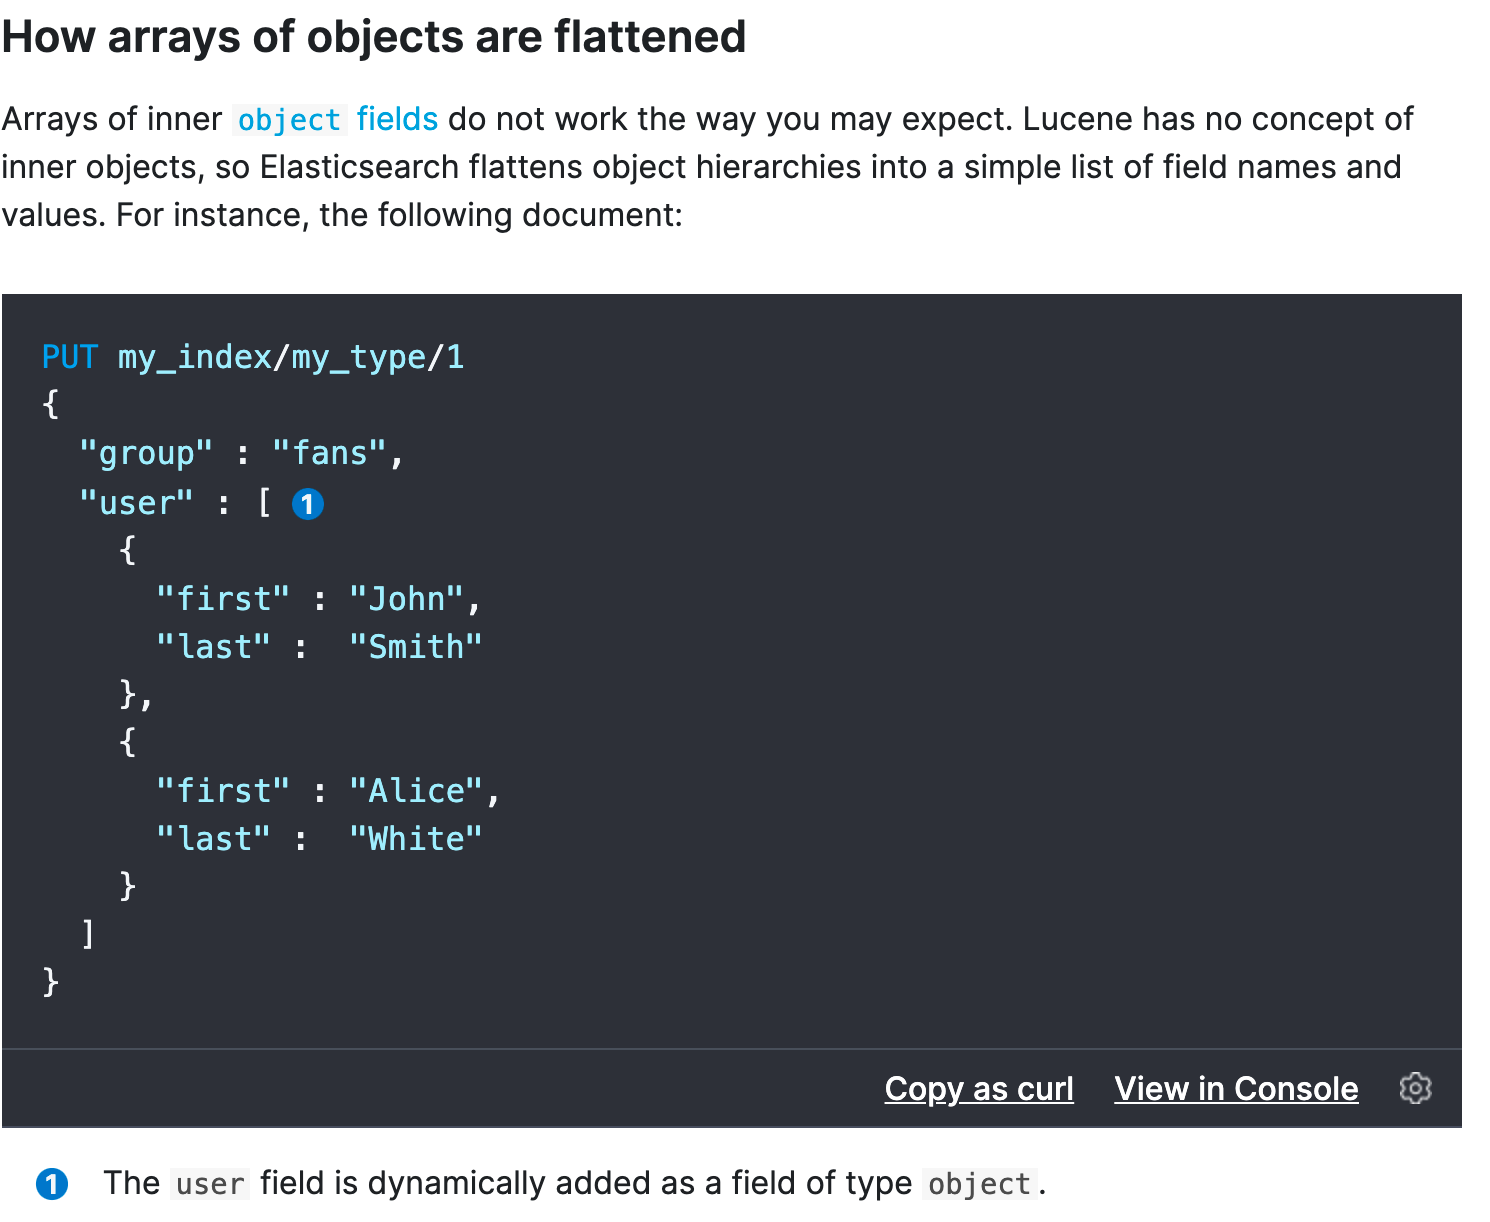 How arrays of objects are flattened
Arrays of inner object fields do not work the way you may expect. Lucene has no concept of
inner objects, so Elasticsearch flattens object hierarchies into a simple list of field names and
values. For instance, the following document:
PUT my_index/my_type/1
{
  "group" : "fans",
  "user" : [ 1
    {
      "first" : "John",
      "last" :  "Smith"
    },
    {
      "first" : "Alice",
      "last" :  "White"
    }
  ]
}
Copy as curl View in Console
1 The user field is dynamically added as a field of type object.